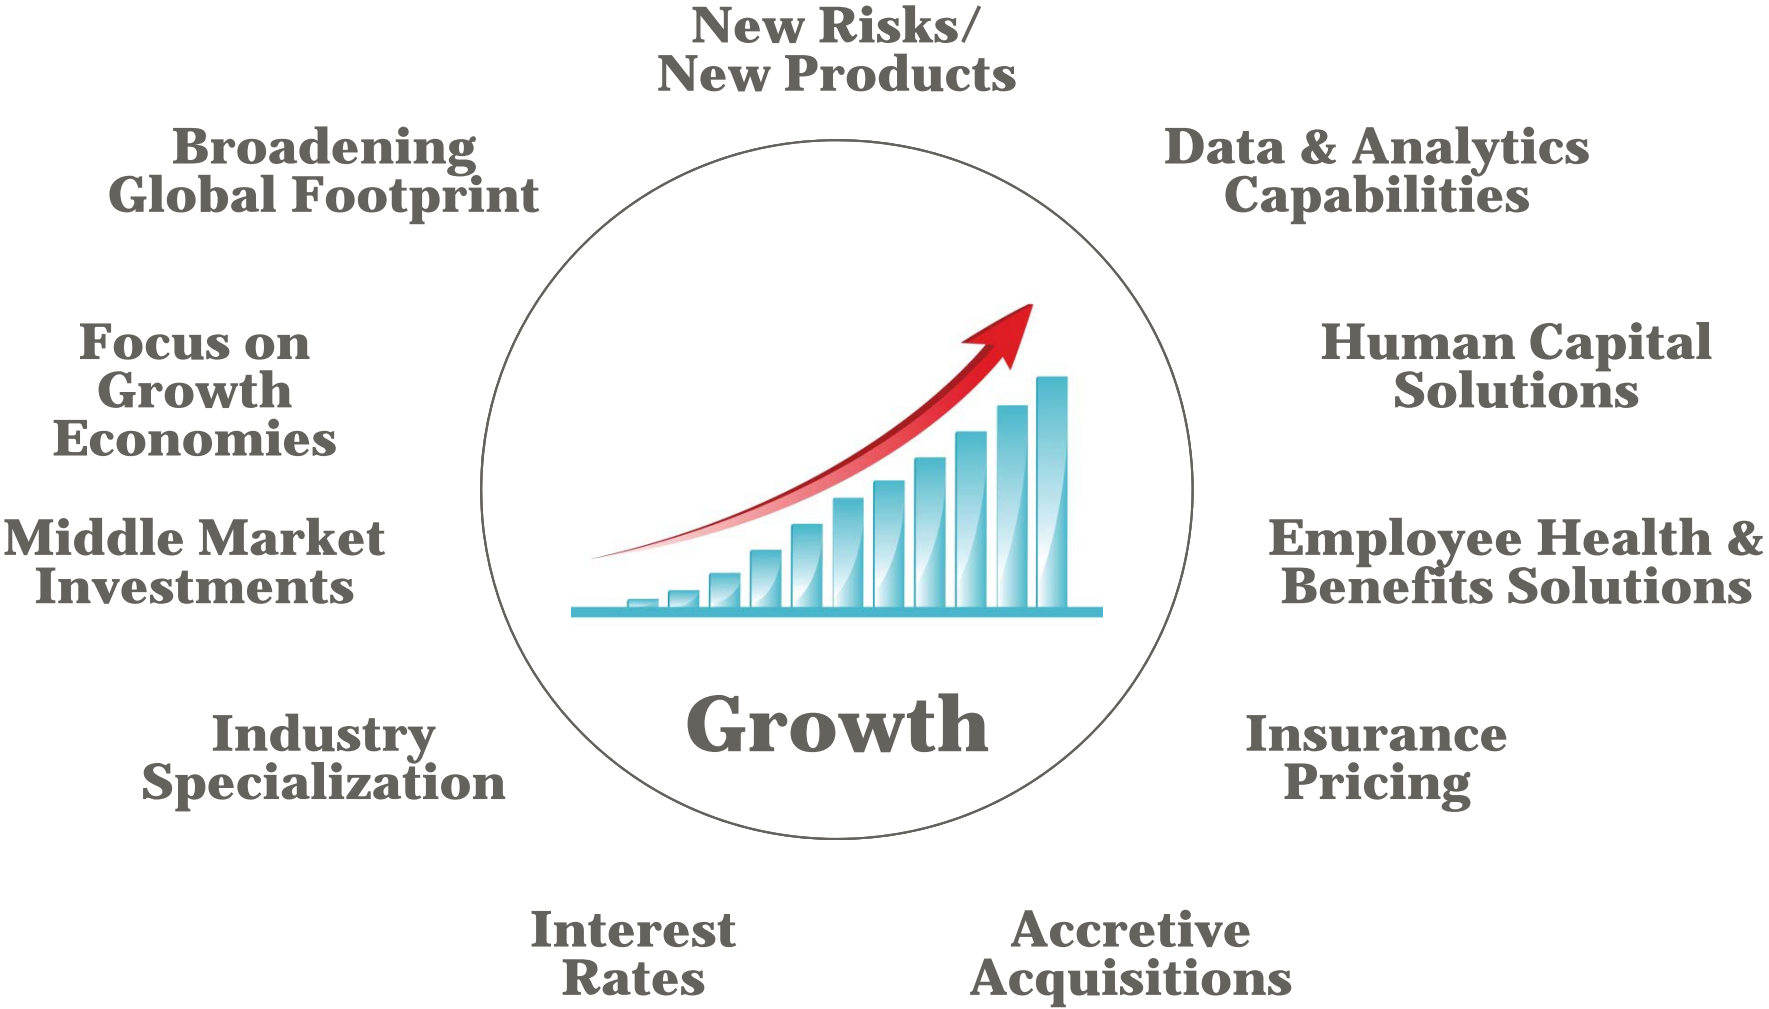 New Risks/
New Products
Broadening
Global Footprint
Data & Analytics
Capabilities
Focus on
Growth
Economies
Human Capital
Solutions
Middle Market
Investments
Employee Health &
Benefits Solutions
Growth
Industry
Specialization
Insurance
Pricing
Interest
Rates
Accretive
Acquisitions